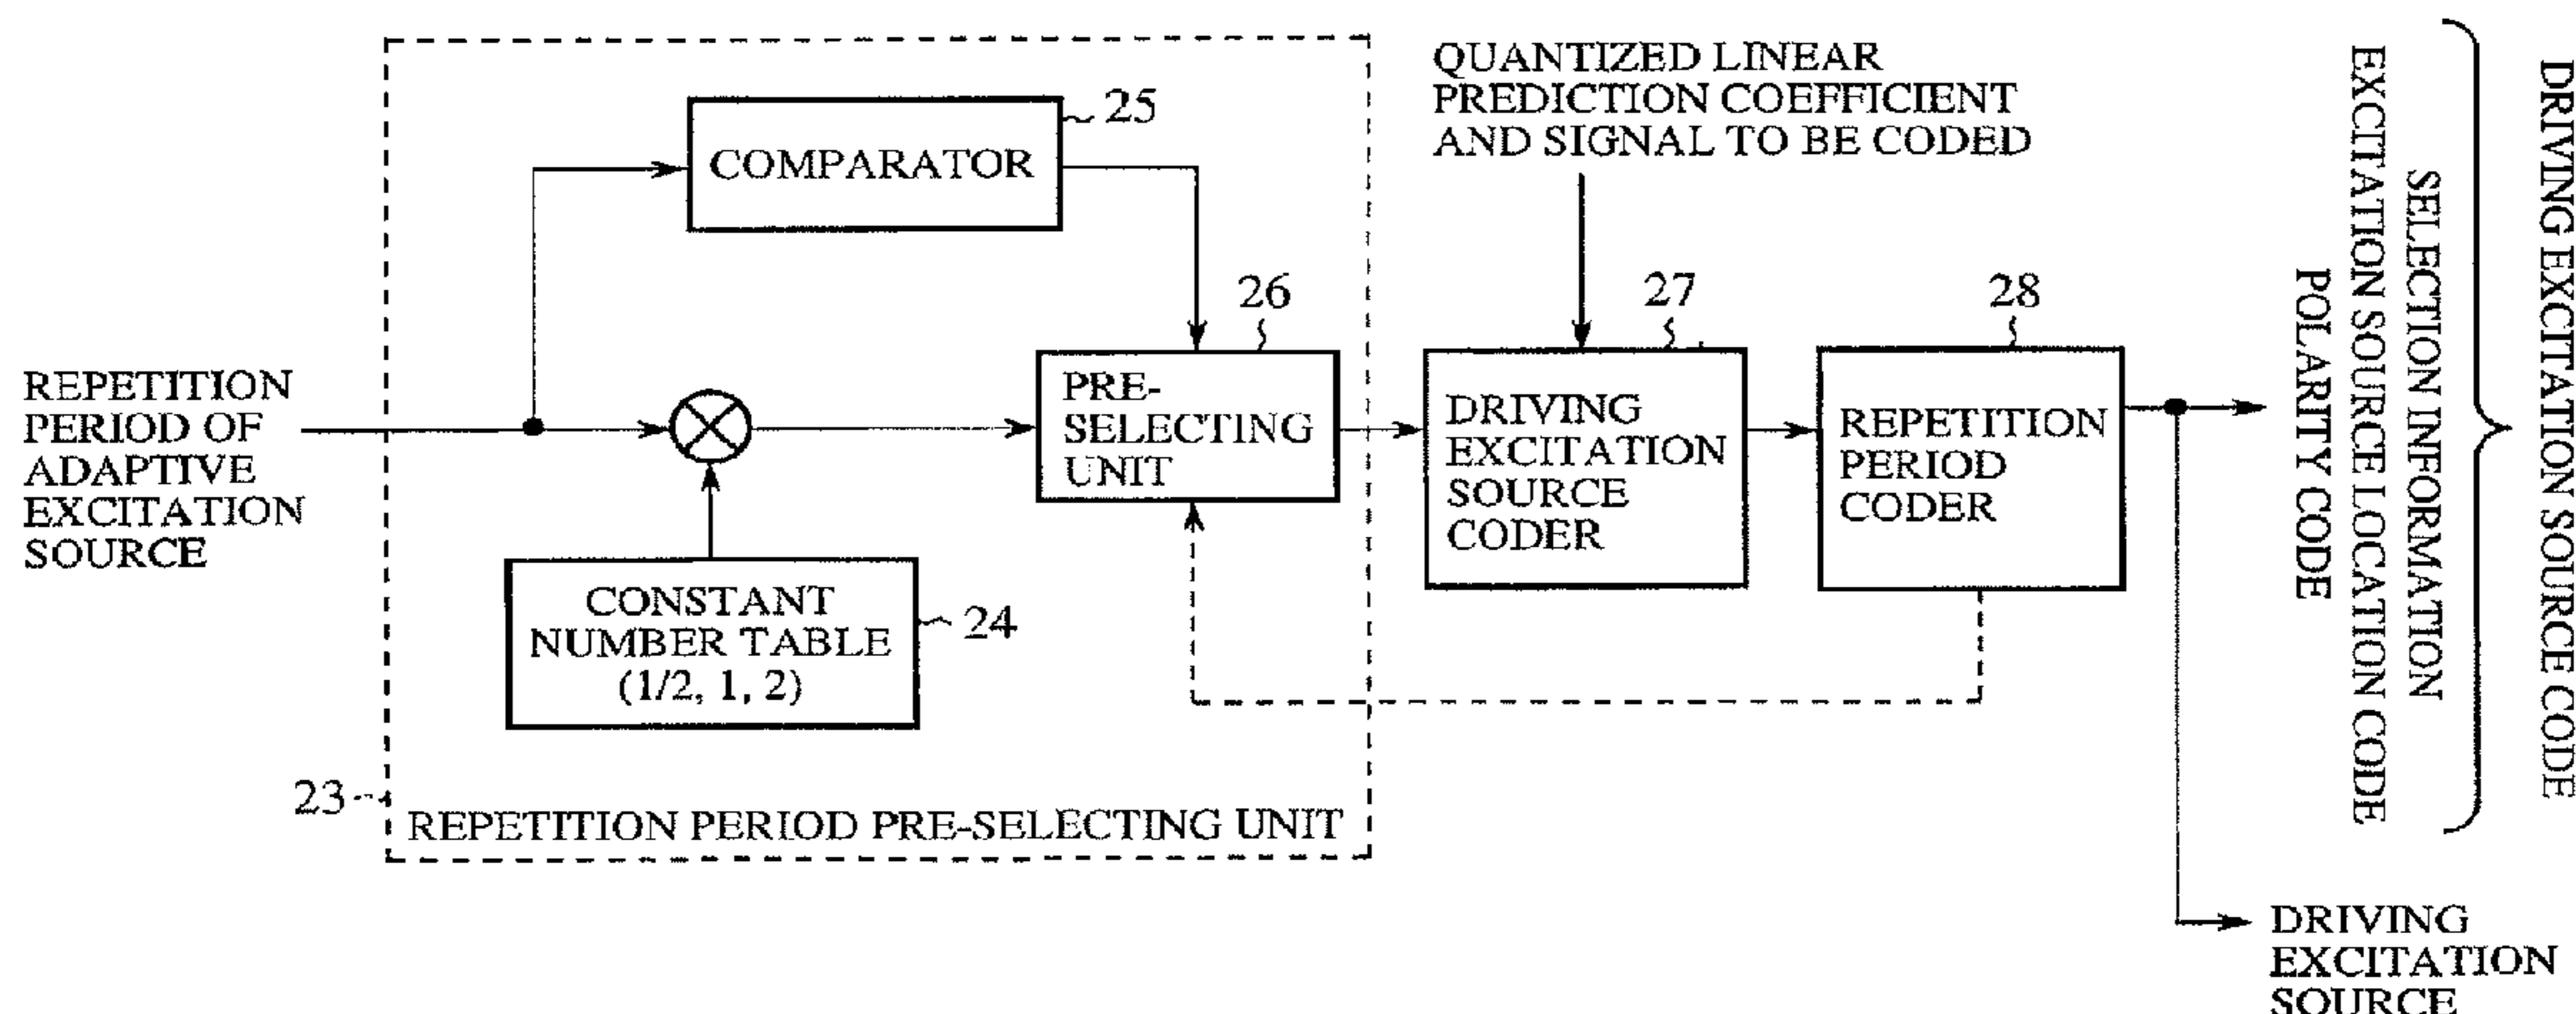 REPETITION
PERIOD OF
ADAPTIVE
EXCITATION
SOURCE
COMPARATOR
25
CONSTANT
NUMBER TABLE
(1/2, 1, 2)
24
PRE-
SELECTING
UNIT
26
23
REPETITION PERIOD PRE-SELECTING UNIT
QUANTIZED LINEAR
PREDICTION COEFFICIENT
AND SIGNAL TO BE CODED
27
DRIVING
EXCITATION
SOURCE
CODER
28
REPETITION
PERIOD
CODER
SELECTION INFORMATION
EXCITATION SOURCE LOCATION CODE
POLARITY CODE
DRIVING EXCITATION SOURCE CODE
DRIVING
EXCITATION
SOURCE